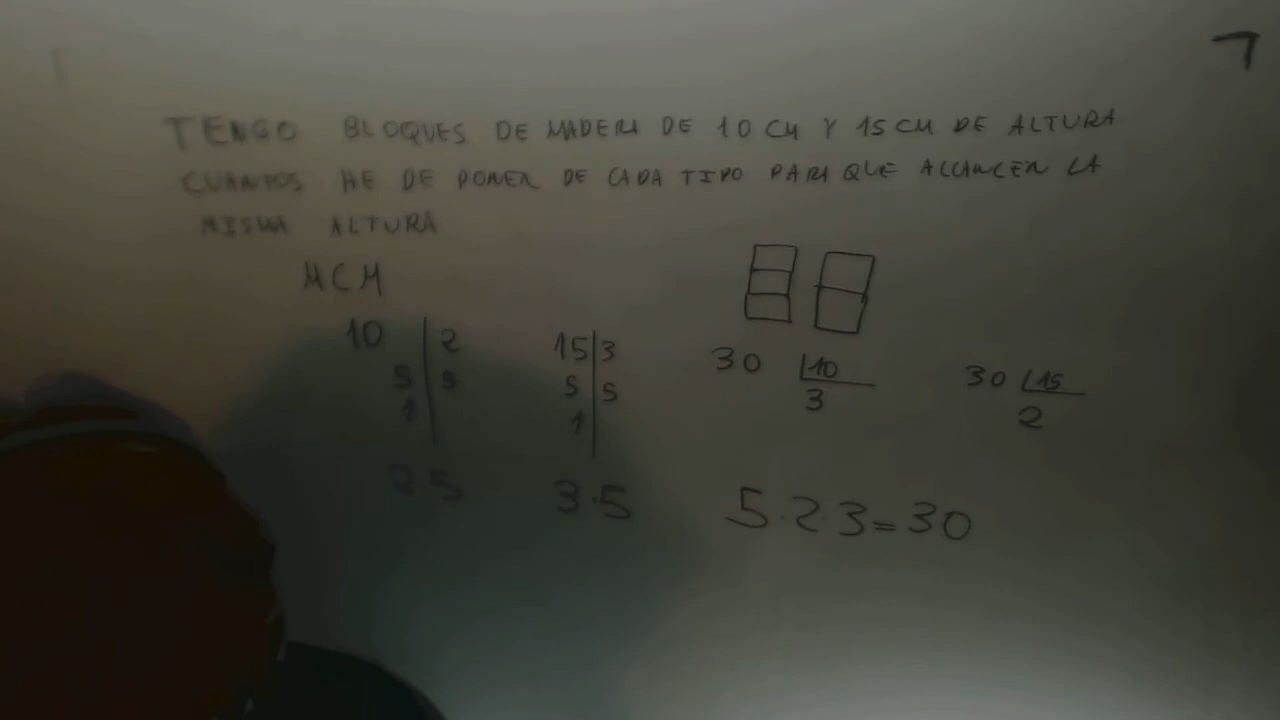 TENGO BLOQUES DE MADERA DE 10 CM Y 15 CM DE ALTURA
CUANTOS HE DE PONER DE CADA TIPO PARA QUE ALCANCEN LA
MISMA ALTURA
MCM
10 | 2
5 | 5
1
2 5
15 | 3
5 | 5
1
3·5
30 | 10
3
30 | 15
2
5·2·3=30